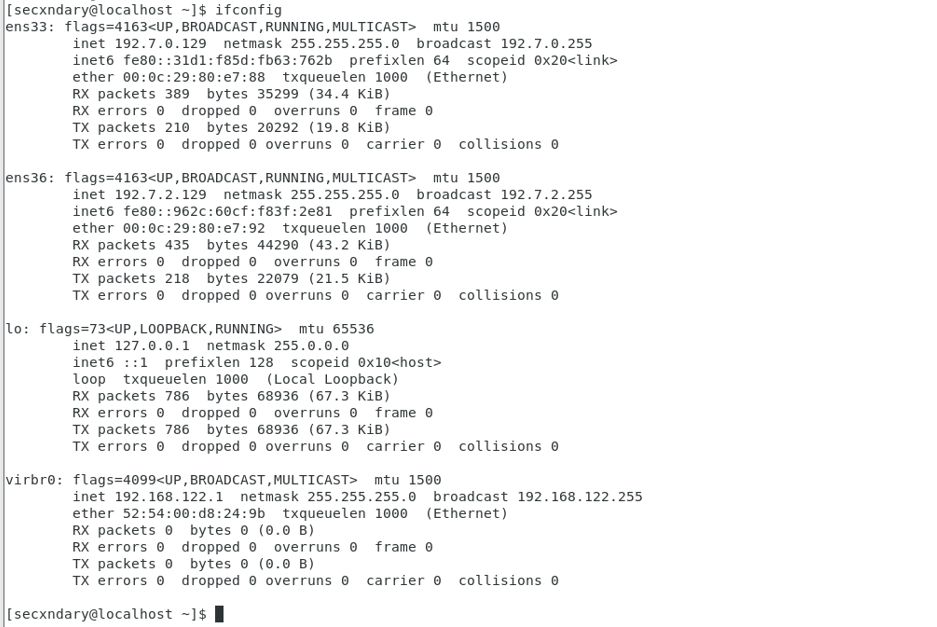 [secxndary@localhost ~]$ ifconfig
ens33: flags=4163<UP,BROADCAST,RUNNING,MULTICAST>  mtu 1500
        inet 192.7.0.129  netmask 255.255.255.0  broadcast 192.7.0.255
        inet6 fe80::31d1:f85d:fb63:762b  prefixlen 64  scopeid 0x20<link>
        ether 00:0c:29:80:e7:88  txqueuelen 1000  (Ethernet)
        RX packets 389  bytes 35299 (34.4 KiB)
        RX errors 0  dropped 0  overruns 0  frame 0
        TX packets 210  bytes 20292 (19.8 KiB)
        TX errors 0  dropped 0 overruns 0  carrier 0  collisions 0

ens36: flags=4163<UP,BROADCAST,RUNNING,MULTICAST>  mtu 1500
        inet 192.7.2.129  netmask 255.255.255.0  broadcast 192.7.2.255
        inet6 fe80::962c:60cf:f83f:2e81  prefixlen 64  scopeid 0x20<link>
        ether 00:0c:29:80:e7:92  txqueuelen 1000  (Ethernet)
        RX packets 435  bytes 44290 (43.2 KiB)
        RX errors 0  dropped 0  overruns 0  frame 0
        TX packets 218  bytes 22079 (21.5 KiB)
        TX errors 0  dropped 0 overruns 0  carrier 0  collisions 0

lo: flags=73<UP,LOOPBACK,RUNNING>  mtu 65536
        inet 127.0.0.1  netmask 255.0.0.0
        inet6 ::1  prefixlen 128  scopeid 0x10<host>
        loop  txqueuelen 1000  (Local Loopback)
        RX packets 786  bytes 68936 (67.3 KiB)
        RX errors 0  dropped 0  overruns 0  frame 0
        TX packets 786  bytes 68936 (67.3 KiB)
        TX errors 0  dropped 0 overruns 0  carrier 0  collisions 0

virbr0: flags=4099<UP,BROADCAST,MULTICAST>  mtu 1500
        inet 192.168.122.1  netmask 255.255.255.0  broadcast 192.168.122.255
        ether 52:54:00:d8:24:9b  txqueuelen 1000  (Ethernet)
        RX packets 0  bytes 0 (0.0 B)
        RX errors 0  dropped 0  overruns 0  frame 0
        TX packets 0  bytes 0 (0.0 B)
        TX errors 0  dropped 0 overruns 0  carrier 0  collisions 0

[secxndary@localhost ~]$